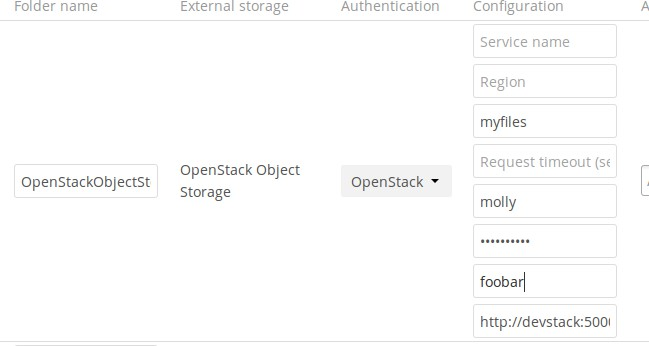 Folder name External storage Authentication Configuration
Service name
Region
myfiles
OpenStackObjectSt OpenStack Object Storage OpenStack Request timeout (se
molly
••••••••••
foobar
http://devstack:500